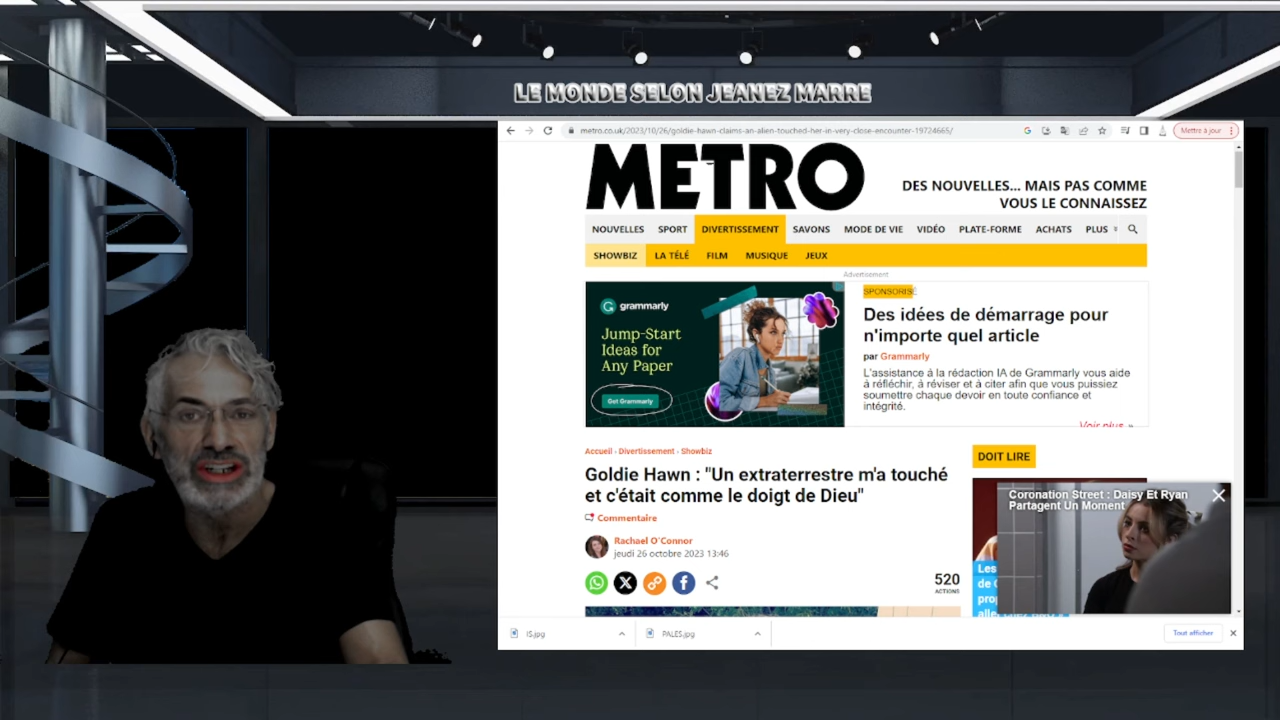 LE MONDE SELON JEANEZ MARRE
metro.co.uk/2023/10/26/goldie-hawn-claims-an-alien-touched-her-in-very-close-encounter-19724665/
Mettre à jour
METRO
DES NOUVELLES... MAIS PAS COMME
VOUS LE CONNAISSEZ
NOUVELLES SPORT DIVERTISSEMENT SAVONS MODE DE VIE VIDÉO PLATE-FORME ACHATS PLUS
SHOWBIZ LA TÉLÉ FILM MUSIQUE JEUX
Advertisement
grammarly
Jump-Start
Ideas for
Any Paper
Get Grammarly
SPONSORISÉ
Des idées de démarrage pour
n'importe quel article
par Grammarly
L'assistance à la rédaction IA de Grammarly vous aide
à réfléchir, à réviser et à citer afin que vous puissiez
soumettre chaque devoir en toute confiance et
intégrité.
Voir plus »
Accueil › Divertissement › Showbiz
Goldie Hawn : "Un extraterrestre m'a touché
et c'était comme le doigt de Dieu"
Commentaire
Rachael O'Connor
jeudi 26 octobre 2023 13:46
520
ACTIONS
DOIT LIRE
Coronation Street : Daisy Et Ryan
Partagent Un Moment
Les
de
IS.jpg
PALES.jpg
Tout afficher